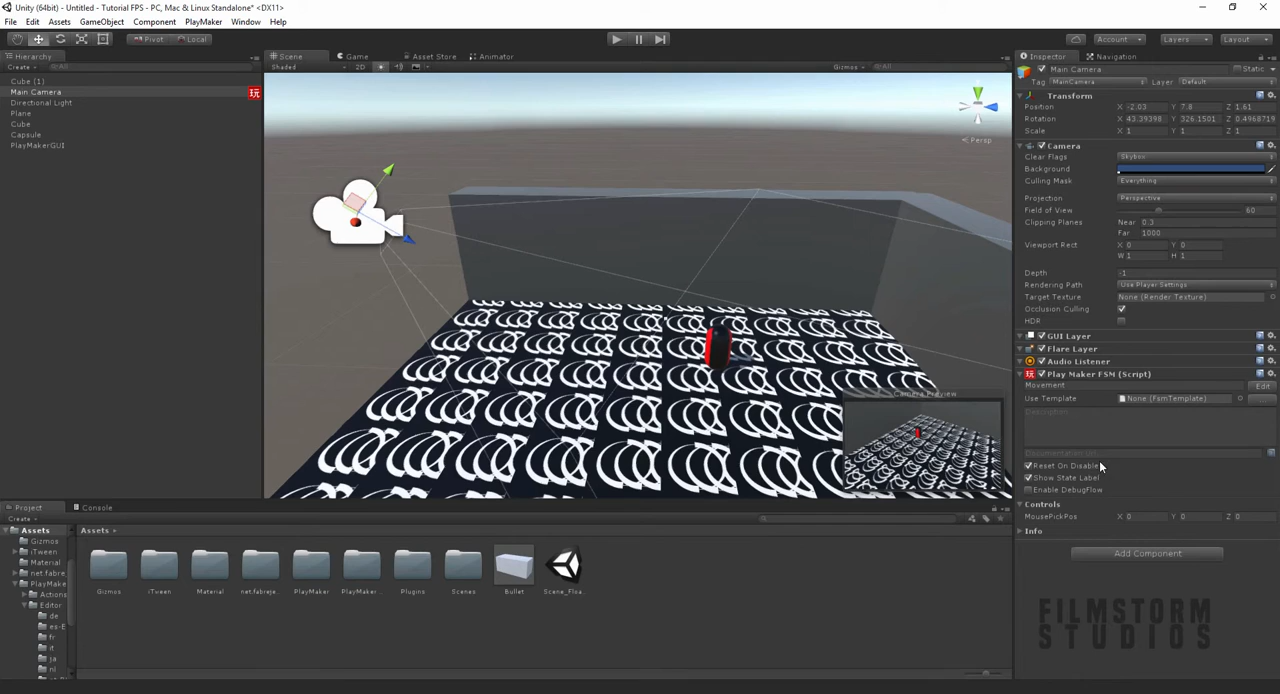 Unity (64bit) - Untitled - Tutorial FPS - PC, Mac & Linux Standalone* <DX11>
File Edit Assets GameObject Component PlayMaker Window Help
Pivot Local Account Layers Layout
Hierarchy
Create All
Cube (1)
Main Camera
Directional Light
Plane
Cube
Capsule
PlayMakerGUI
Scene Game Asset Store Animator
Shaded 2D Gizmos All
Persp
Camera Preview
Inspector Navigation
Main Camera Static
Tag MainCamera Layer Default
Transform
Position X -2.03 Y 7.8 Z 1.61
Rotation X 43.39398 Y 326.1501 Z 0.4968719
Scale X 1 Y 1 Z 1
Camera
Clear Flags Skybox
Background
Culling Mask Everything
Projection Perspective
Field of View 60
Clipping Planes Near 0.3
Far 1000
Viewport Rect X 0 Y 0
W 1 H 1
Depth -1
Rendering Path Use Player Settings
Target Texture None (Render Texture)
Occlusion Culling
HDR
GUI Layer
Flare Layer
Audio Listener
玩 Play Maker FSM (Script)
Movement Edit
Use Template None (FsmTemplate) ...
Description...
Reset On Disable
Show State Label
Enable DebugFlow
Controls
MousePickPos X 0 Y 0 Z 0
Info
Add Component
FILMSTORM
STUDIOS
Project Console
Create
Assets
Gizmos
iTween
Material
net.fabre
PlayMake
Actions
Editor
de
es-E
fr
it
ja
nl
Assets
Gizmos iTween Material net.fabreje... PlayMaker PlayMaker... Plugins Scenes Bullet Scene_Floa...
玩